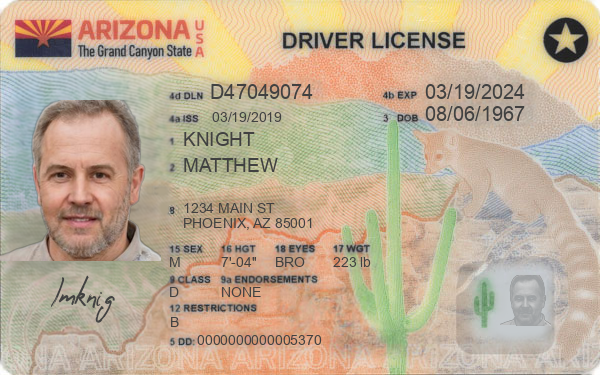 ARIZONA USA
The Grand Canyon State
DRIVER LICENSE
4d DLN D47049074
4b EXP 03/19/2024
4a ISS 03/19/2019
3 DOB 08/06/1967
1 KNIGHT
2 MATTHEW
8 1234 MAIN ST
PHOENIX, AZ 85001
15 SEX 16 HGT 18 EYES 17 WGT
M 7'-04" BRO 223 lb
9 CLASS 9a ENDORSEMENTS
D NONE
12 RESTRICTIONS
B
5 DD: 0000000000005370
lmknig
ARIZONA ARIZONA ARIZONA ARIZONA